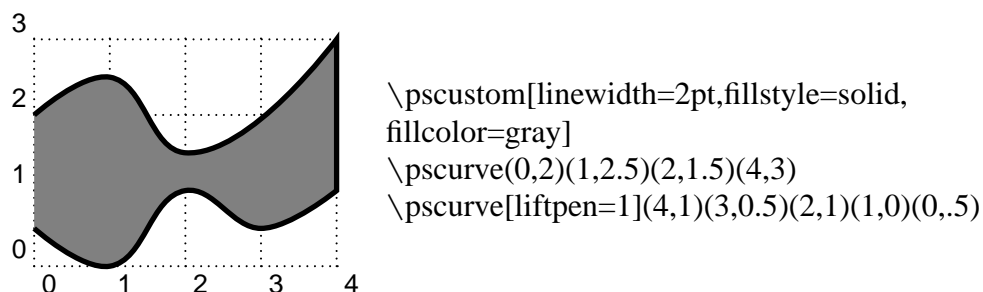 3
2
1
0
0 1 2 3 4
\pscustom[linewidth=2pt,fillstyle=solid,
fillcolor=gray]
\pscurve(0,2)(1,2.5)(2,1.5)(4,3)
\pscurve[liftpen=1](4,1)(3,0.5)(2,1)(1,0)(0,.5)